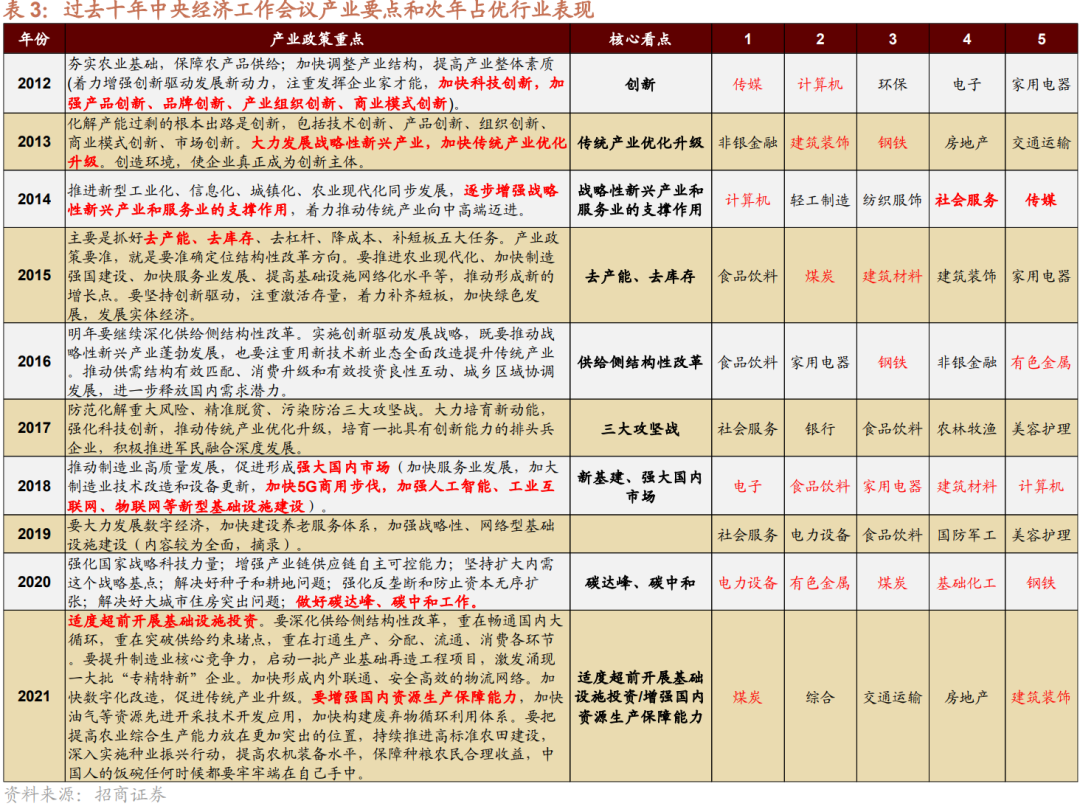 表 3：过去十年中央经济工作会议产业要点和次年占优行业表现
年份 产业政策重点 核心看点 1 2 3 4 5
夯实农业基础，保障农产品供给；加快调整产业结构，提高产业整体素质
2012 (着力增强创新驱动发展新动力，注重发挥企业家才能，加快科技创新，加 创新 传媒 计算机 环保 电子 家用电器
强产品创新、品牌创新、产业组织创新、商业模式创新)。
化解产能过剩的根本出路是创新，包括技术创新、产品创新、组织创新、
2013 商业模式创新、市场创新。大力发展战略性新兴产业，加快传统产业优化 传统产业优化升级 非银金融 建筑装饰 钢铁 房地产 交通运输
升级。创造环境，使企业真正成为创新主体。
推进新型工业化、信息化、城镇化、农业现代化同步发展，逐步增强战略 战略性新兴产业和
2014 计算机 轻工制造 纺织服饰 社会服务 传媒
性新兴产业和服务业的支撑作用，着力推动传统产业向中高端迈进。 服务业的支撑作用
主要是抓好去产能、去库存、去杠杆、降成本、补短板五大任务。产业政
策要准，就是要准确定位结构性改革方向。要推进农业现代化、加快制造
2015 强国建设、加快服务业发展、提高基础设施网络化水平等，推动形成新的 去产能、去库存 食品饮料 煤炭 建筑材料 建筑装饰 家用电器
增长点。要坚持创新驱动，注重激活存量，着力补齐短板，加快绿色发
展，发展实体经济。
明年要继续深化供给侧结构性改革。实施创新驱动发展战略，既要推动战
略性新兴产业蓬勃发展，也要注重用新技术新业态全面改造提升传统产业
2016 供给侧结构性改革 食品饮料 家用电器 钢铁 非银金融 有色金属
。推动供需结构有效匹配、消费升级和有效投资良性互动、城乡区域协调
发展，进一步释放国内需求潜力。
防范化解重大风险、精准脱贫、污染防治三大攻坚战。大力培育新动能，
2017 强化科技创新，推动传统产业优化升级，培育一批具有创新能力的排头兵 三大攻坚战 社会服务 银行 食品饮料 农林牧渔 美容护理
企业，积极推进军民融合深度发展。
推动制造业高质量发展，促进形成强大国内市场（加快服务业发展，加大 新基建、强大国内
2018 制造业技术改造和设备更新，加快5G商用步伐，加强人工智能、工业互 市场 电子 食品饮料 家用电器 建筑材料 计算机
联网、物联网等新型基础设施建设）。
要大力发展数字经济，加快建设养老服务体系，加强战略性、网络型基础
2019 社会服务 电力设备 食品饮料 国防军工 美容护理
设施建设（内容较为全面，摘录）。
强化国家战略科技力量；增强产业链供应链自主可控能力；坚持扩大内需
2020 这个战略基点；解决好种子和耕地问题；强化反垄断和防止资本无序扩 碳达峰、碳中和 电力设备 有色金属 煤炭 基础化工 钢铁
张；解决好大城市住房突出问题；做好碳达峰、碳中和工作。
适度超前开展基础设施投资。要深化供给侧结构性改革，重在畅通国内大
循环，重在突破供给约束堵点，重在打通生产、分配、流通、消费各环节
。要提升制造业核心竞争力，启动一批产业基础再造工程项目，激发涌现
一大批“专精特新”企业。加快形成内外联通、安全高效的物流网络。加 适度超前开展基础
2021 快数字化改造，促进传统产业升级。要增强国内资源生产保障能力，加快 设施投资/增强国内 煤炭 综合 交通运输 房地产 建筑装饰
油气等资源先进开采技术开发应用，加快构建废弃物循环利用体系。要把 资源生产保障能力
提高农业综合生产能力放在更加突出的位置，持续推进高标准农田建设，
深入实施种业振兴行动，提高农机装备水平，保障种粮农民合理收益，中
国人的饭碗任何时候都要牢牢端在自己手中。
资料来源：招商证券